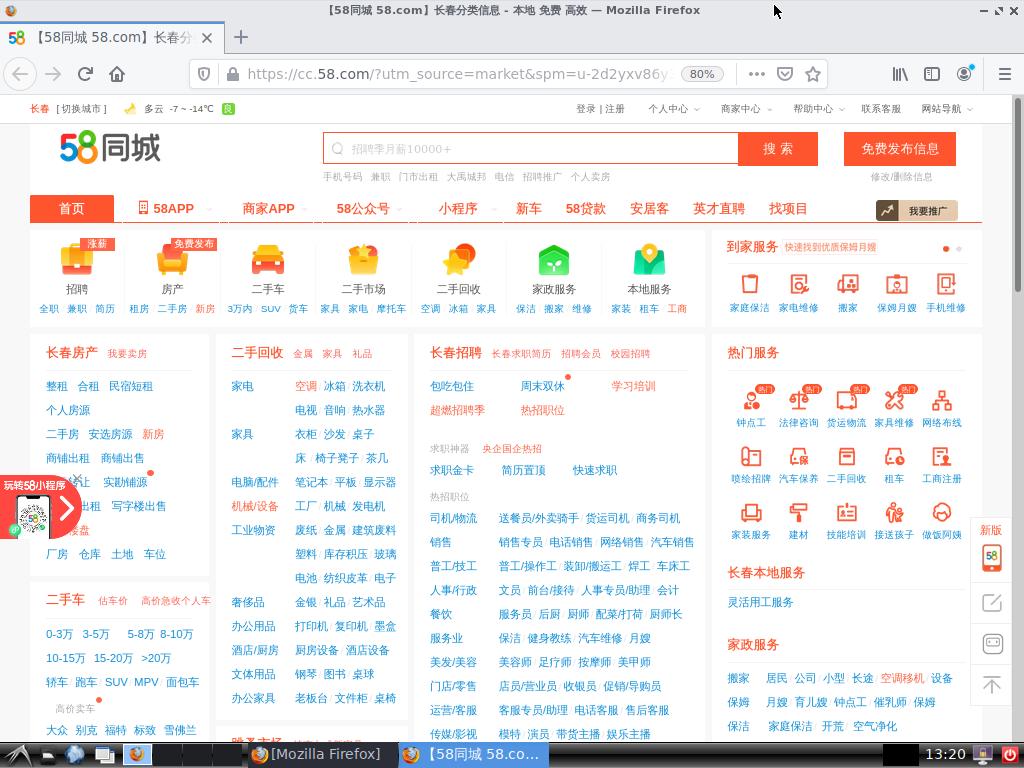 【58同城 58.com】长春分类信息 - 本地 免费 高效 — Mozilla Firefox
【58同城 58.com】长春分
https://cc.58.com/?utm_source=market&spm=u-2d2yxv86y
80%
长春 [ 切换城市 ] 多云 -7 ~ -14℃ 良 登录 | 注册 个人中心 商家中心 帮助中心 联系客服 网站导航
58同城
招聘季月薪10000+ 搜 索 免费发布信息
手机号码 兼职 门市出租 大禹城邦 电信 招聘推广 个人卖房 修改/删除信息
首页 58APP 商家APP 58公众号 小程序 新车 58贷款 安居客 英才直聘 找项目 我要推广
涨薪 免费发布
招聘 房产 二手车 二手市场 二手回收 家政服务 本地服务
全职 兼职 简历 租房 二手房 新房 3万内 SUV 货车 家具 家电 摩托车 空调 冰箱 家具 保洁 搬家 维修 家装 租车 工商
到家服务 快速找到优质保姆月嫂
家庭保洁 家电维修 搬家 保姆月嫂 手机维修
长春房产 我要卖房
整租 合租 民宿短租
个人房源
二手房 安选房源 新房
商铺出租 商铺出售
转让 实勘铺源
出租 写字楼出售
楼盘
厂房 仓库 土地 车位
玩转58小程序
二手车 估车价 高价急收个人车
0-3万 3-5万 5-8万 8-10万
10-15万 15-20万 >20万
轿车 跑车 SUV MPV 面包车
高价卖车
大众 别克 福特 标致 雪佛兰
二手回收 金属 家具 礼品
家电 空调 冰箱 洗衣机
电视 音响 热水器
家具 衣柜 沙发 桌子
床 椅子凳子 茶几
电脑/配件 笔记本 平板 显示器
机械/设备 工厂 机械 发电机
工业物资 废纸 金属 建筑废料
塑料 库存积压 玻璃
电池 纺织皮革 电子
奢侈品 金银 礼品 艺术品
办公用品 打印机 复印机 墨盒
酒店/厨房 厨房设备 酒店设备
文体用品 钢琴 图书 桌球
办公家具 老板台 文件柜 桌椅
长春招聘 长春求职简历 招聘会员 校园招聘
包吃包住 周末双休 学习培训
超燃招聘季 热招职位
求职神器 央企国企热招
求职金卡 简历置顶 快速求职
热招职位
司机/物流 送餐员/外卖骑手 货运司机 商务司机
销售 销售专员 电话销售 网络销售 汽车销售
普工/技工 普工/操作工 装卸/搬运工 焊工 车床工
人事/行政 文员 前台/接待 人事专员/助理 会计
餐饮 服务员 后厨 厨师 配菜/打荷 厨师长
服务业 保洁 健身教练 汽车维修 月嫂
美发/美容 美容师 足疗师 按摩师 美甲师
门店/零售 店员/营业员 收银员 促销/导购员
运营/客服 客服专员/助理 电话客服 售后客服
传媒/影视 模特 演员 带货主播 娱乐主播
热门服务
热门 热门 热门 热门
钟点工 法律咨询 货运物流 家具维修 网络布线
喷绘招牌 汽车保养 二手回收 租车 工商注册
家装服务 建材 技能培训 接送孩子 做饭阿姨
长春本地服务
灵活用工服务
家政服务
搬家 居民 公司 小型 长途 空调移机 设备
保姆 月嫂 育儿嫂 钟点工 催乳师 保姆
保洁 家庭保洁 开荒 空气净化
新版
58
[Mozilla Firefox] 【58同城 58.co... 13:20